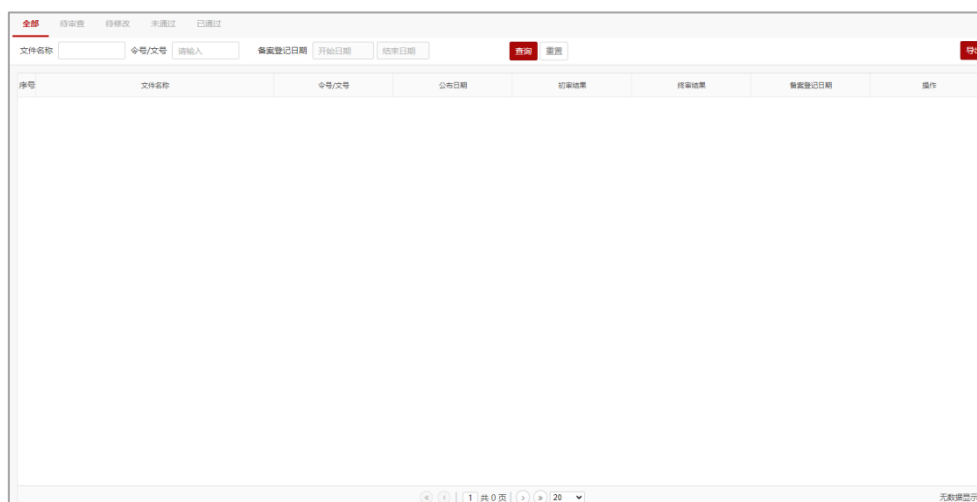 全部 待审查 待修改 未通过 已通过
文件名称 令号/文号 请输入 备案登记日期 开始日期 结束日期 查询 重置 导出
序号 文件名称 令号/文号 公布日期 初审结果 终审结果 备案登记日期 操作
« ‹ 1 共 0 页 › » 20 无数据显示